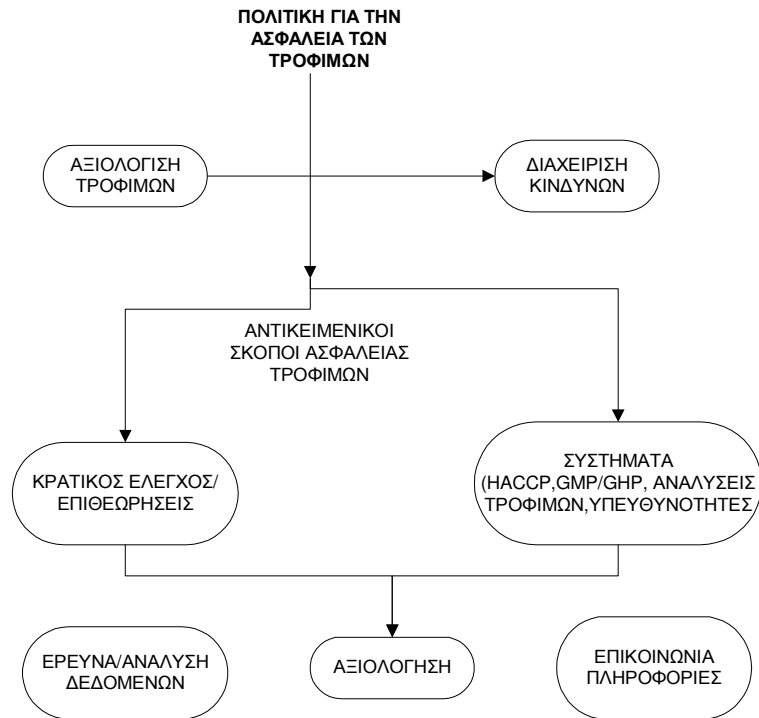 ΠΟΛΙΤΙΚΗ ΓΙΑ ΤΗΝ
ΑΣΦΑΛΕΙΑ ΤΩΝ
ΤΡΟΦΙΜΩΝ
ΑΞΙΟΛΟΓΙΣΗ
ΤΡΟΦΙΜΩΝ
ΔΙΑΧΕΙΡΙΣΗ
ΚΙΝΔΥΝΩΝ
ΑΝΤΙΚΕΙΜΕΝΙΚΟΙ
ΣΚΟΠΟΙ ΑΣΦΑΛΕΙΑΣ
ΤΡΟΦΙΜΩΝ
ΚΡΑΤΙΚΟΣ ΕΛΕΓΧΟΣ/
ΕΠΙΘΕΩΡΗΣΕΙΣ
ΣΥΣΤΗΜΑΤΑ
(HACCP,GMP/GHP, ΑΝΑΛΥΣΕΙΣ
ΤΡΟΦΙΜΩΝ,ΥΠΕΥΘΥΝΟΤΗΤΕΣ
ΕΡΕΥΝΑ/ΑΝΑΛΥΣΗ
ΔΕΔΟΜΕΝΩΝ
ΑΞΙΟΛΟΓΗΣΗ
ΕΠΙΚΟΙΝΩΝΙΑ
ΠΛΗΡΟΦΟΡΙΕΣ